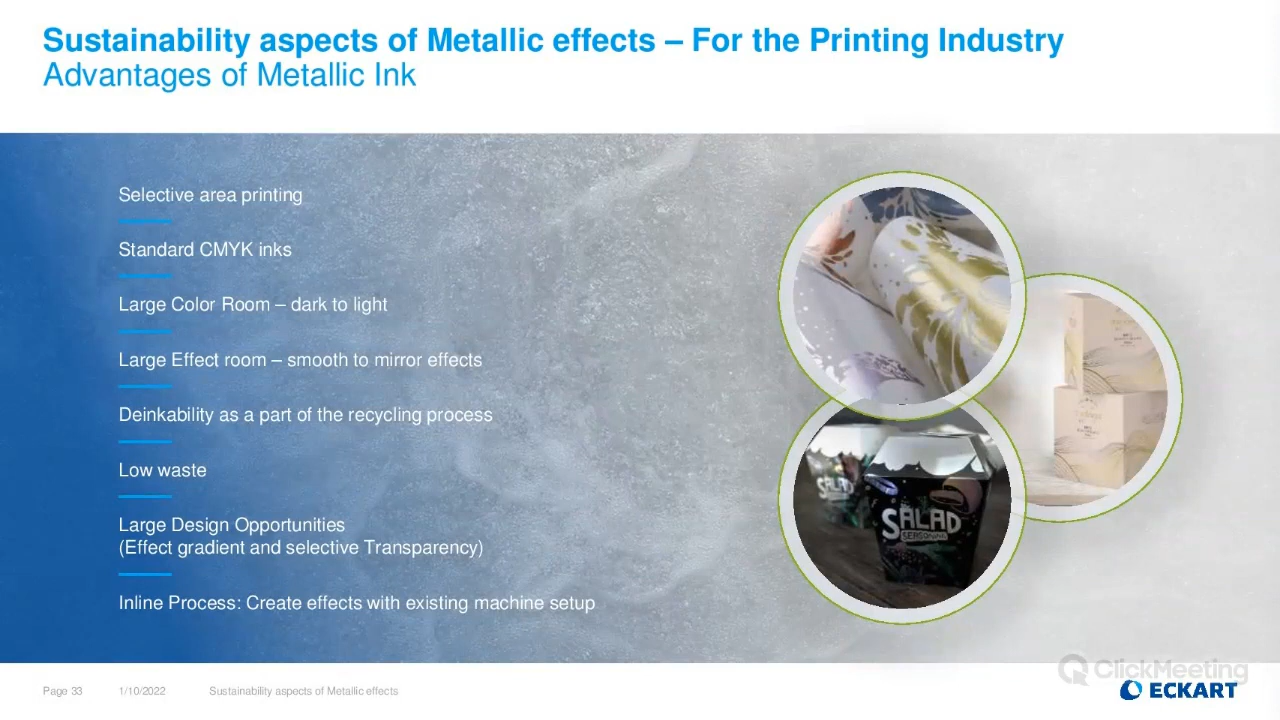 Sustainability aspects of Metallic effects – For the Printing Industry
Advantages of Metallic Ink
Selective area printing
Standard CMYK inks
Large Color Room – dark to light
Large Effect room – smooth to mirror effects
Deinkability as a part of the recycling process
Low waste
Large Design Opportunities
(Effect gradient and selective Transparency)
Inline Process: Create effects with existing machine setup
SALAD
SALAD
SEASONING
ClickMeeting
ECKART
Page 33 1/10/2022 Sustainability aspects of Metallic effects